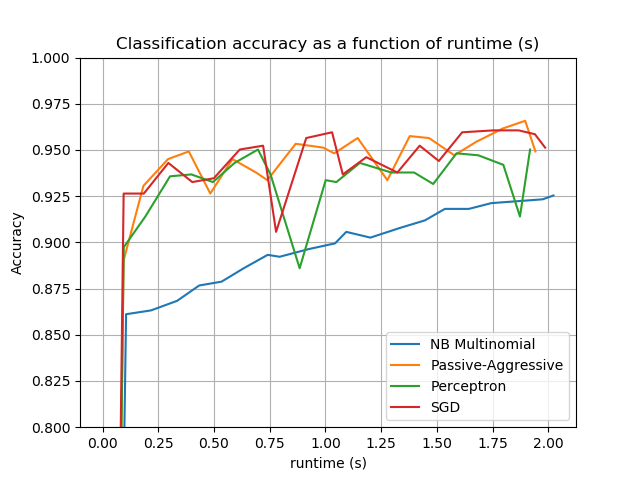 Classification accuracy as a function of runtime (s)
1.000
0.975
0.950
0.925
0.900
0.875
0.850
0.825
0.800
Accuracy
NB Multinomial
Passive-Aggressive
Perceptron
SGD
0.00 0.25 0.50 0.75 1.00 1.25 1.50 1.75 2.00
runtime (s)